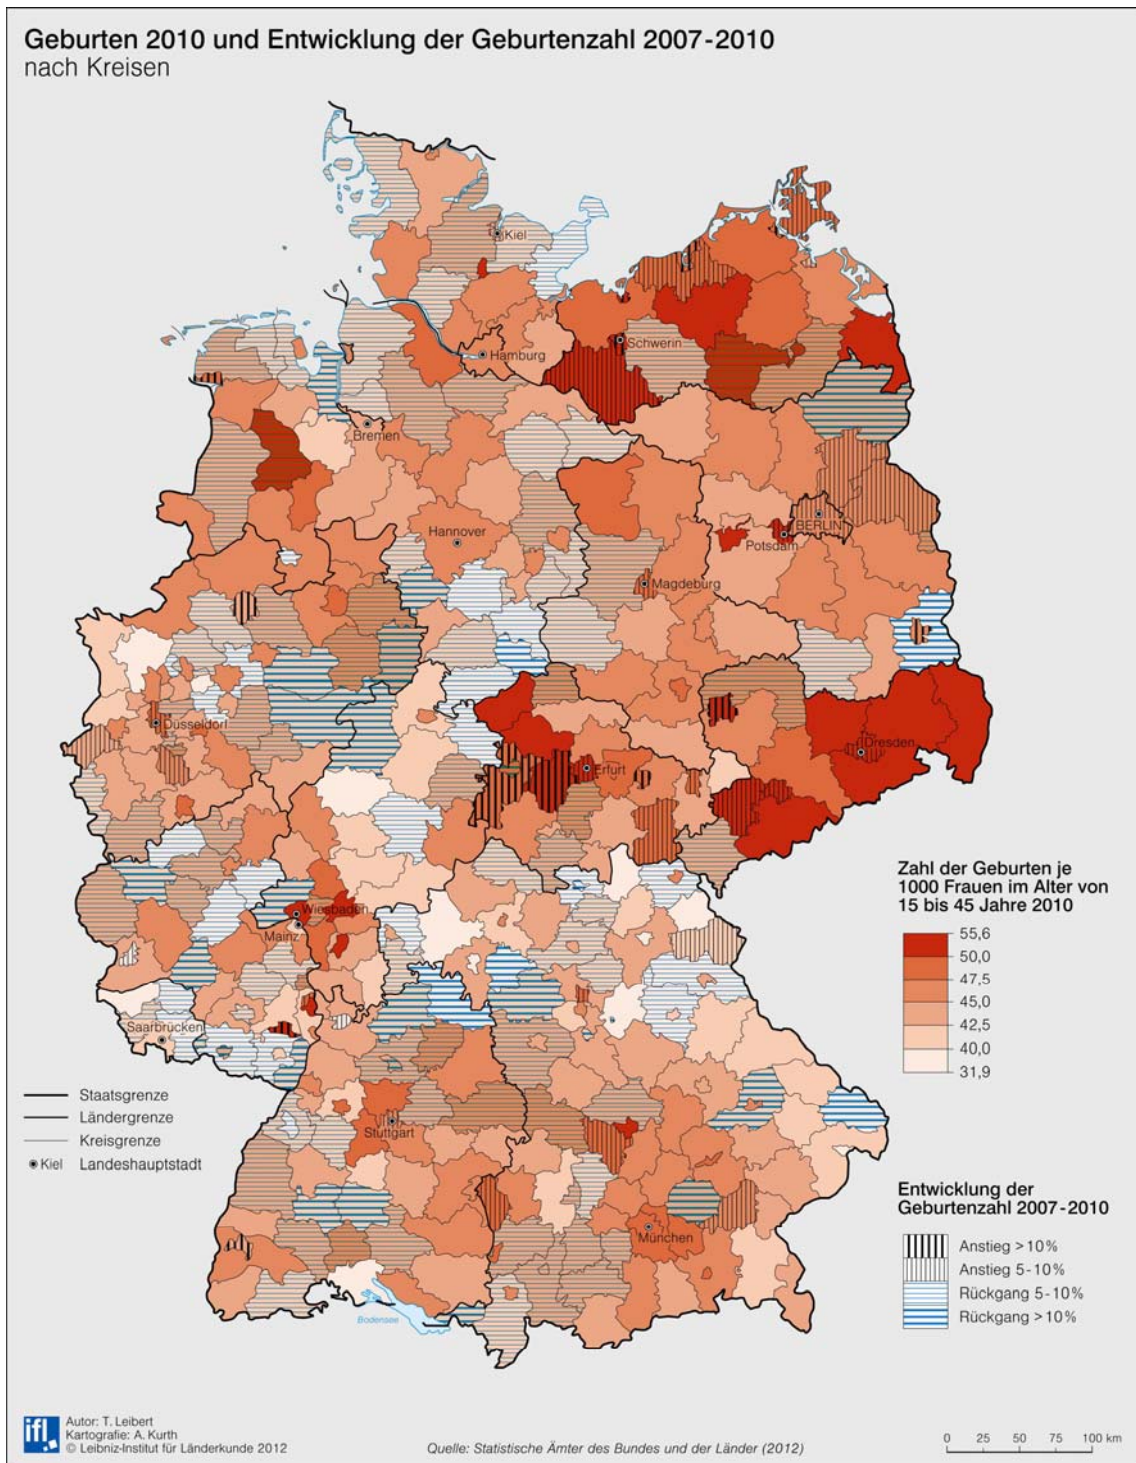 Geburten 2010 und Entwicklung der Geburtenzahl 2007-2010
nach Kreisen
Kiel
Schwerin
Hamburg
Bremen
BERLIN
Hannover
Potsdam
Magdeburg
Düsseldorf
Dresden
Erfurt
Wiesbaden
Mainz
Saarbrücken
Stuttgart
München
Bodensee
Zahl der Geburten je
1000 Frauen im Alter von
15 bis 45 Jahre 2010
55,6
50,0
47,5
45,0
42,5
40,0
31,9
Staatsgrenze
Ländergrenze
Kreisgrenze
Kiel Landeshauptstadt
Entwicklung der
Geburtenzahl 2007-2010
Anstieg >10%
Anstieg 5-10%
Rückgang 5-10%
Rückgang >10%
ifl
Autor: T. Leibert
Kartografie: A. Kurth
© Leibniz-Institut für Länderkunde 2012
Quelle: Statistische Ämter des Bundes und der Länder (2012)
0 25 50 75 100 km